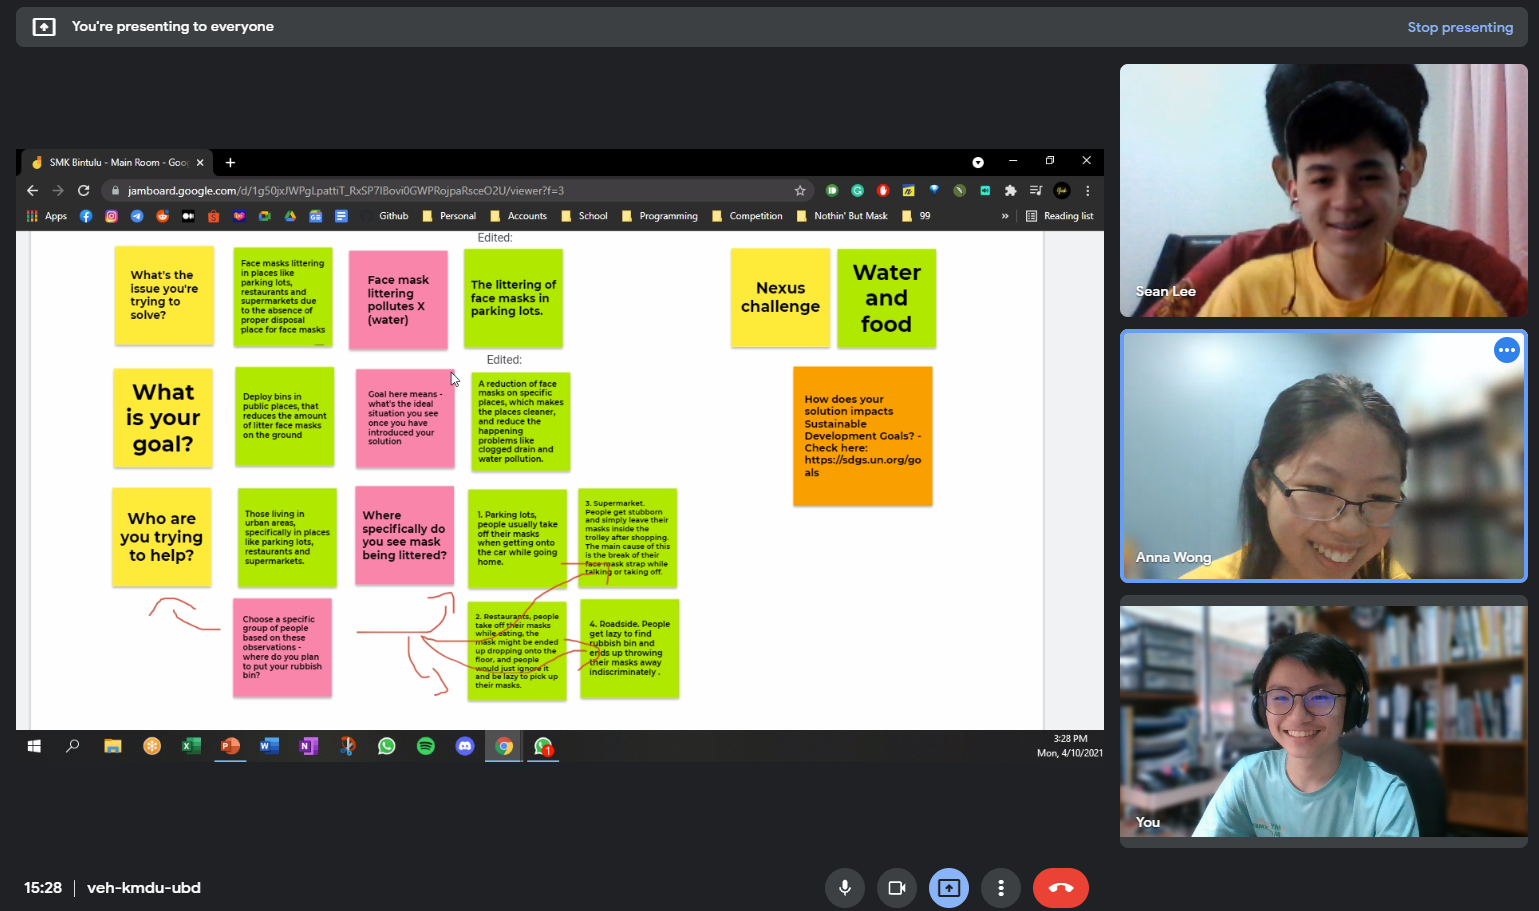 You're presenting to everyone
Stop presenting
SMK Bintulu - Main Room - Goo
jamboard.google.com/d/1g50jxJWPgLpattiT_RxSP7IBovi0GWPRojpaRsceO2U/viewer?f=3
Apps
Github
Personal
Accounts
School
Programming
Competition
Nothin' But Mask
99
»
Reading list
Edited:
What's the
issue you're
trying to
solve?
Face masks littering
in places like
parking lots,
restaurants and
supermarkets due
to the absence of
proper disposal
place for face masks
Face mask
littering
pollutes X
(water)
The littering of
face masks in
parking lots.
Nexus
challenge
Water
and
food
Edited:
What
is your
goal?
Deploy bins in
public places, that
reduces the amount
of litter face masks
on the ground
Goal here means -
what's the ideal
situation you see
once you have
introduced your
solution
A reduction of face
masks on specific
places, which makes
the places cleaner,
and reduce the
happening
problems like
clogged drain and
water pollution.
How does your
solution impacts
Sustainable
Development Goals? -
Check here:
https://sdgs.un.org/go
als
Who are
you trying
to help?
Those living in
urban areas,
specifically in places
like parking lots,
restaurants and
supermarkets.
Where
specifically do
you see mask
being littered?
1. Parking lots,
people usually take
off their masks
when getting onto
the car while going
home.
3. Supermarket.
People get stubborn
and simply leave their
masks inside the
trolley after shopping.
The main cause of this
is the break of their
face mask strap while
talking or taking off.
Choose a specific
group of people
based on these
observations -
where do you plan
to put your rubbish
bin?
2. Restaurants, people
take off their masks
while eating, the
mask might be ended
up dropping onto the
floor, and people
would just ignore it
and be lazy to pick up
their masks.
4. Roadside. People
get lazy to find
rubbish bin and
ends up throwing
their masks away
indiscriminately .
3:28 PM
Mon, 4/10/2021
Sean Lee
Anna Wong
You
15:28
veh-kmdu-ubd